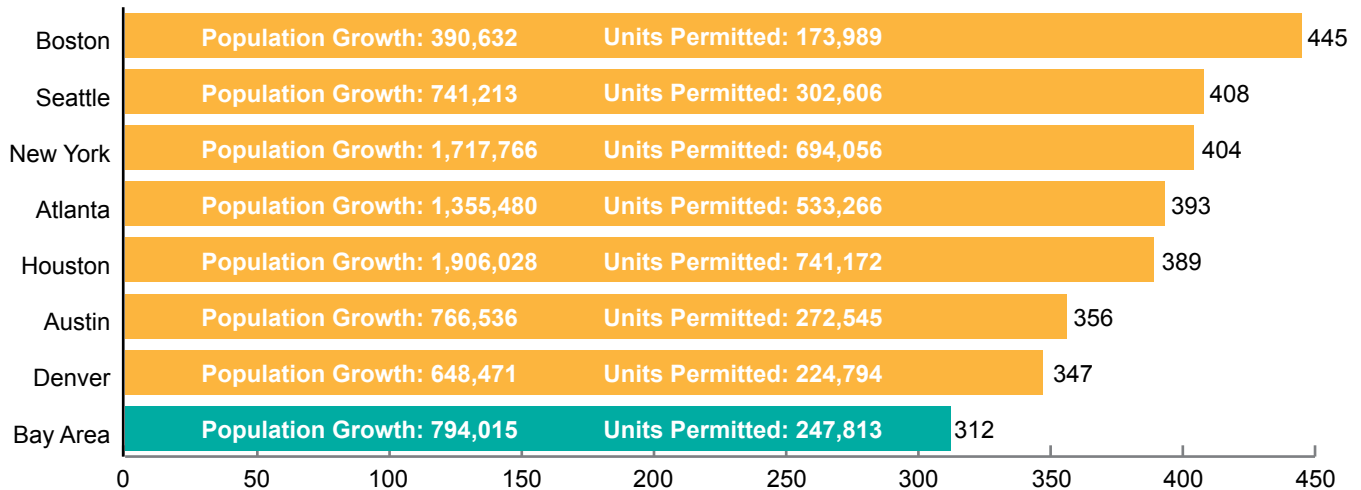 Boston Population Growth: 390,632 Units Permitted: 173,989 445
Seattle Population Growth: 741,213 Units Permitted: 302,606 408
New York Population Growth: 1,717,766 Units Permitted: 694,056 404
Atlanta Population Growth: 1,355,480 Units Permitted: 533,266 393
Houston Population Growth: 1,906,028 Units Permitted: 741,172 389
Austin Population Growth: 766,536 Units Permitted: 272,545 356
Denver Population Growth: 648,471 Units Permitted: 224,794 347
Bay Area Population Growth: 794,015 Units Permitted: 247,813 312
0 50 100 150 200 250 300 350 400 450